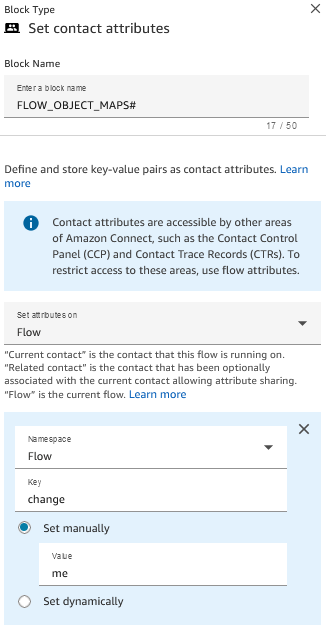 Block Type
Set contact attributes
Block Name
Enter a block name
FLOW_OBJECT_MAPS#
17 / 50
Define and store key-value pairs as contact attributes. Learn
more
Contact attributes are accessible by other areas
of Amazon Connect, such as the Contact Control
Panel (CCP) and Contact Trace Records (CTRs). To
restrict access to these areas, use flow attributes.
Set attributes on
Flow
"Current contact" is the contact that this flow is running on.
"Related contact" is the contact that has been optionally
associated with the current contact allowing attribute sharing.
"Flow" is the current flow. Learn more
Namespace
Flow
Key
change
Set manually
Value
me
Set dynamically